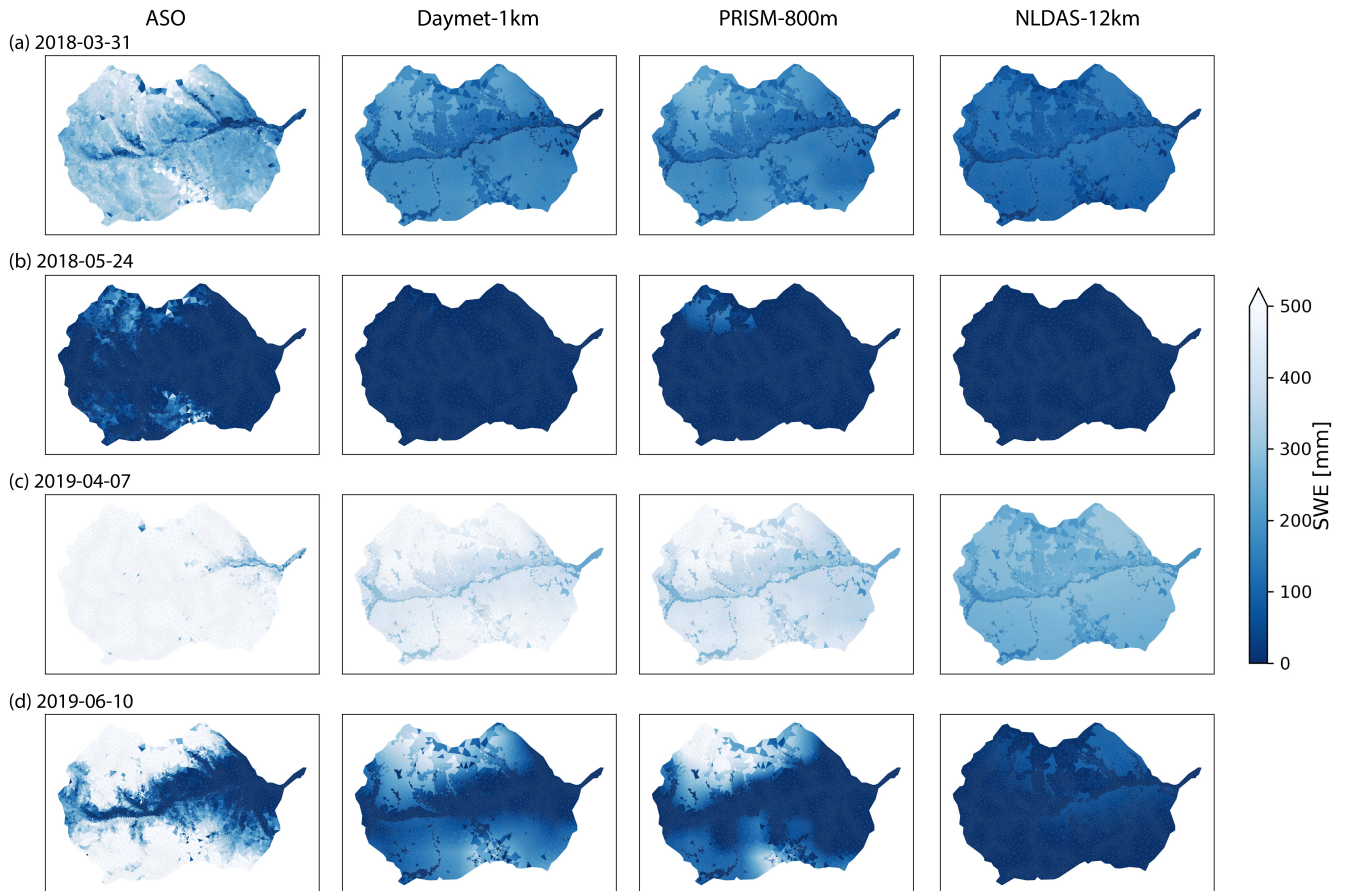 ASO Daymet-1km PRISM-800m NLDAS-12km
(a) 2018-03-31
(b) 2018-05-24
500
400
300
200
100
0
SWE [mm]
(c) 2019-04-07
(d) 2019-06-10